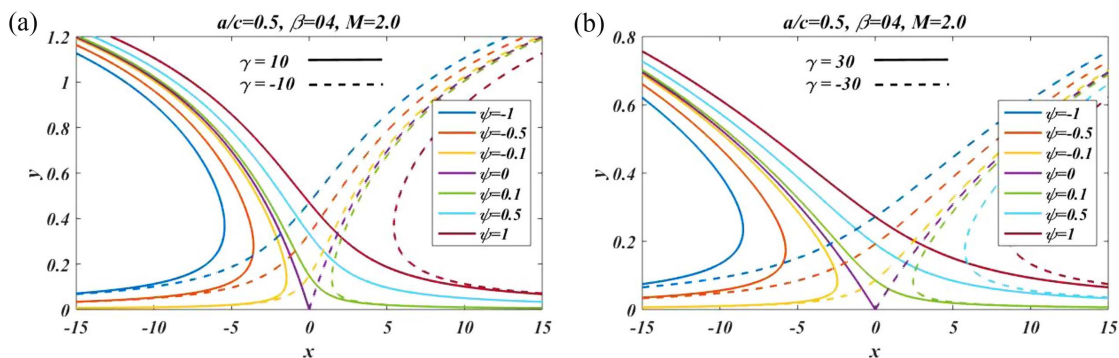 (a)
a/c=0.5, β=04, M=2.0
γ = 10
γ = -10
ψ=-1
ψ=-0.5
ψ=-0.1
ψ=0
ψ=0.1
ψ=0.5
ψ=1
y
1.2
1
0.8
0.6
0.4
0.2
0
-15 -10 -5 0 5 10 15
x
(b)
a/c=0.5, β=04, M=2.0
γ = 30
γ = -30
ψ=-1
ψ=-0.5
ψ=-0.1
ψ=0
ψ=0.1
ψ=0.5
ψ=1
y
0.8
0.6
0.4
0.2
0
-15 -10 -5 0 5 10 15
x